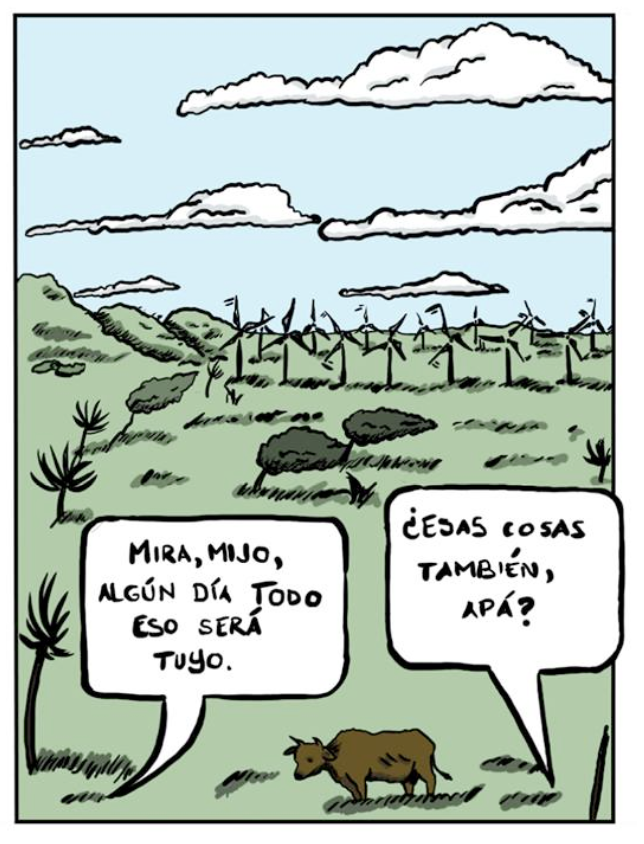 MIRA, MIJO,
ALGÚN DÍA TODO
ESO SERÁ
TUYO.
¿ESAS COSAS
TAMBIÉN,
APÁ?